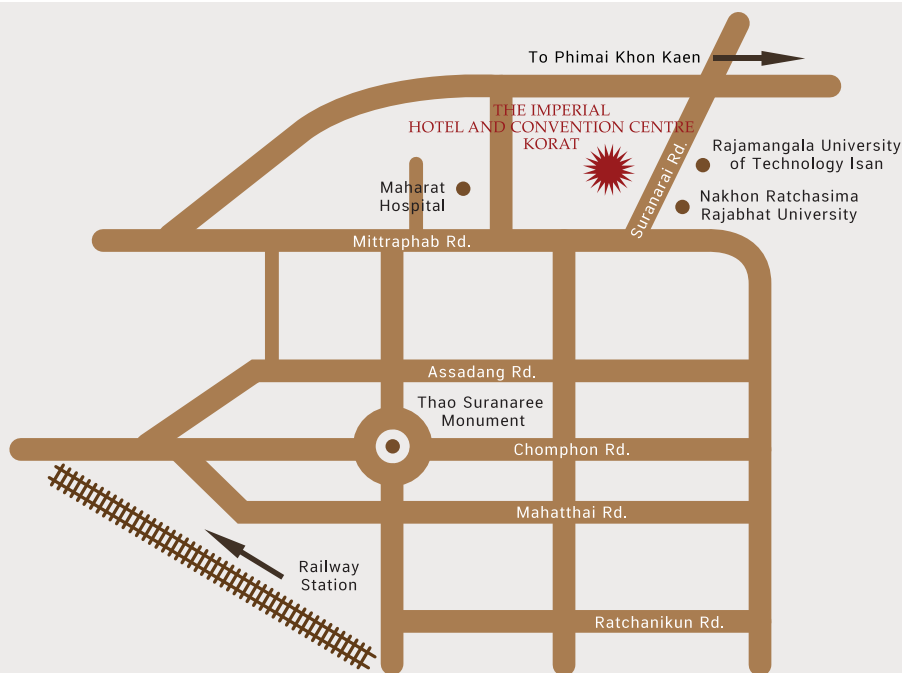 To Phimai Khon Kaen
THE IMPERIAL
HOTEL AND CONVENTION CENTRE
KORAT
Rajamangala University
of Technology Isan
Suranarai Rd.
Maharat
Hospital
Nakhon Ratchasima
Rajabhat University
Mittraphab Rd.
Assadang Rd.
Thao Suranaree
Monument
Chomphon Rd.
Mahatthai Rd.
Railway
Station
Ratchanikun Rd.